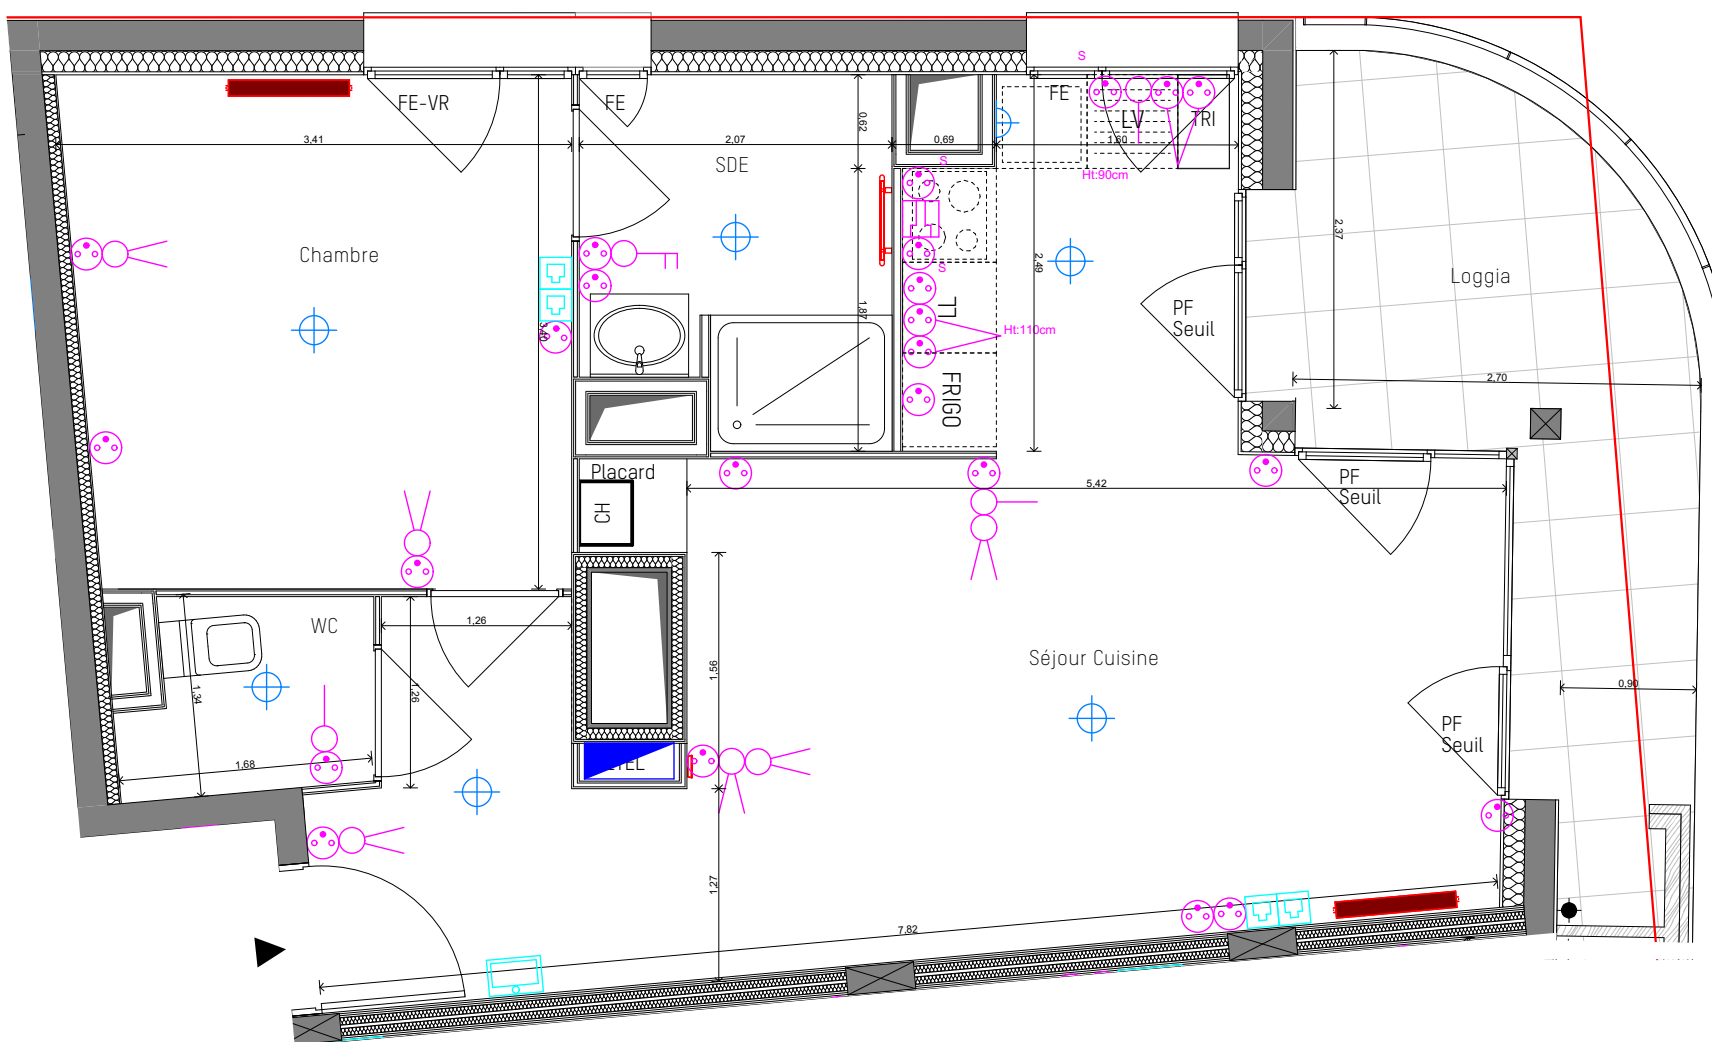 S
FE-VR
FE
FE
LV
TRI
3,41
2,07
0,62
0,69
1,60
SDE
S
Ht:90cm
Chambre
2,37
2,49
Loggia
S
TT
1,87
PF
Seuil
3,40
Ht:110cm
FRIGO
2,70
Placard
CH
5,42
PF
Seuil
WC
1,26
1,34
1,26
1,56
Séjour Cuisine
0,90
PF
Seuil
1,68
1,27
7,82